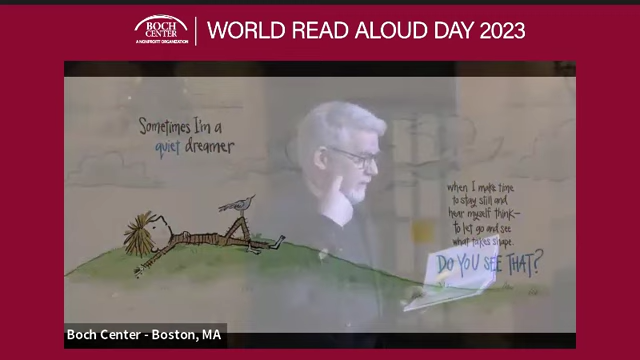 BOCH
CENTER
A NONPROFIT ORGANIZATION
WORLD READ ALOUD DAY 2023
Sometimes I'm a
quiet dreamer
when I make time
to stay still and
hear myself think—
to let go and see
what takes shape.
DO YOU SEE THAT?
Boch Center - Boston, MA